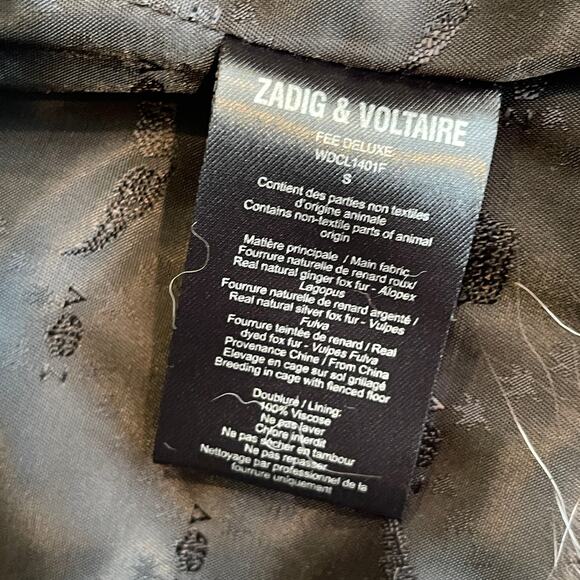 ZADIG & VOLTAIRE
FEE DELUXE
WDCL1401F
S
Contient des parties non textiles
d'origine animale
Contains non-textile parts of animal
origin
Matière principale / Main fabric
Fourrure naturelle de renard roux/
Real natural ginger fox fur - Alopex
Lagopus
Fourrure naturelle de renard argenté /
Real natural silver fox fur - Vulpes
Fulva
Fourrure teintée de renard / Real
dyed fox fur - Vulpes Fulva
Provenance Chine / From China
Elevage en cage sur sol grillagé
Breeding in cage with fienced floor
Doublure / Lining:
100% Viscose
Ne pas laver
Chlore interdit
Ne pas sécher en tambour
Ne pas repasser
Nettoyage par professionnel de la
fourrure uniquement